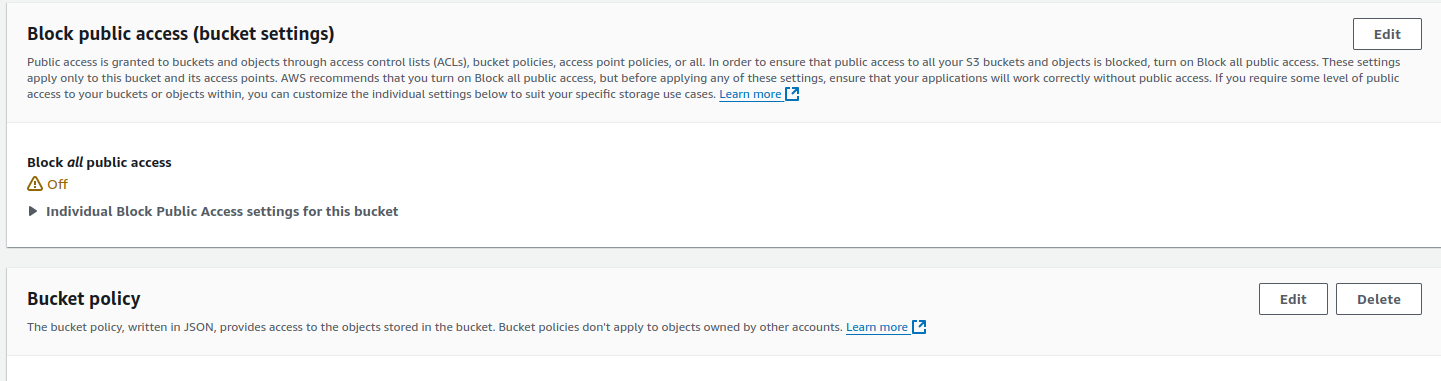 Block public access (bucket settings)
Edit
Public access is granted to buckets and objects through access control lists (ACLs), bucket policies, access point policies, or all. In order to ensure that public access to all your S3 buckets and objects is blocked, turn on Block all public access. These settings
apply only to this bucket and its access points. AWS recommends that you turn on Block all public access, but before applying any of these settings, ensure that your applications will work correctly without public access. If you require some level of public
access to your buckets or objects within, you can customize the individual settings below to suit your specific storage use cases. Learn more
Block all public access
Off
Individual Block Public Access settings for this bucket
Bucket policy
Edit Delete
The bucket policy, written in JSON, provides access to the objects stored in the bucket. Bucket policies don't apply to objects owned by other accounts. Learn more